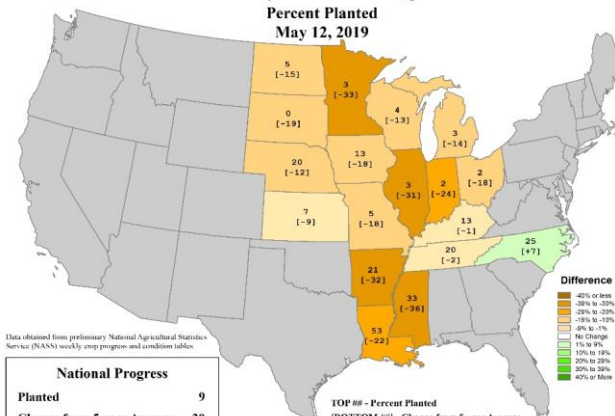 Percent Planted
May 12, 2019
5
[-15]
3
[-33]
0
[-19]
4
[-13]
3
[-14]
20
[-12]
13
[-18]
3
[-31]
2
[-24]
2
[-18]
7
[-9]
5
[-18]
13
[-1]
20
[-2]
25
[+7]
21
[-32]
33
[-36]
53
[-22]
Difference
-40% or less
-39% to -30%
-29% to -20%
-19% to -10%
-9% to -1%
No Change
1% to 9%
10% to 19%
20% to 29%
30% to 39%
40% or More
Data obtained from preliminary National Agricultural Statistics
Service (NASS) weekly crop progress and condition tables
National Progress
Planted 9
TOP ## - Percent Planted